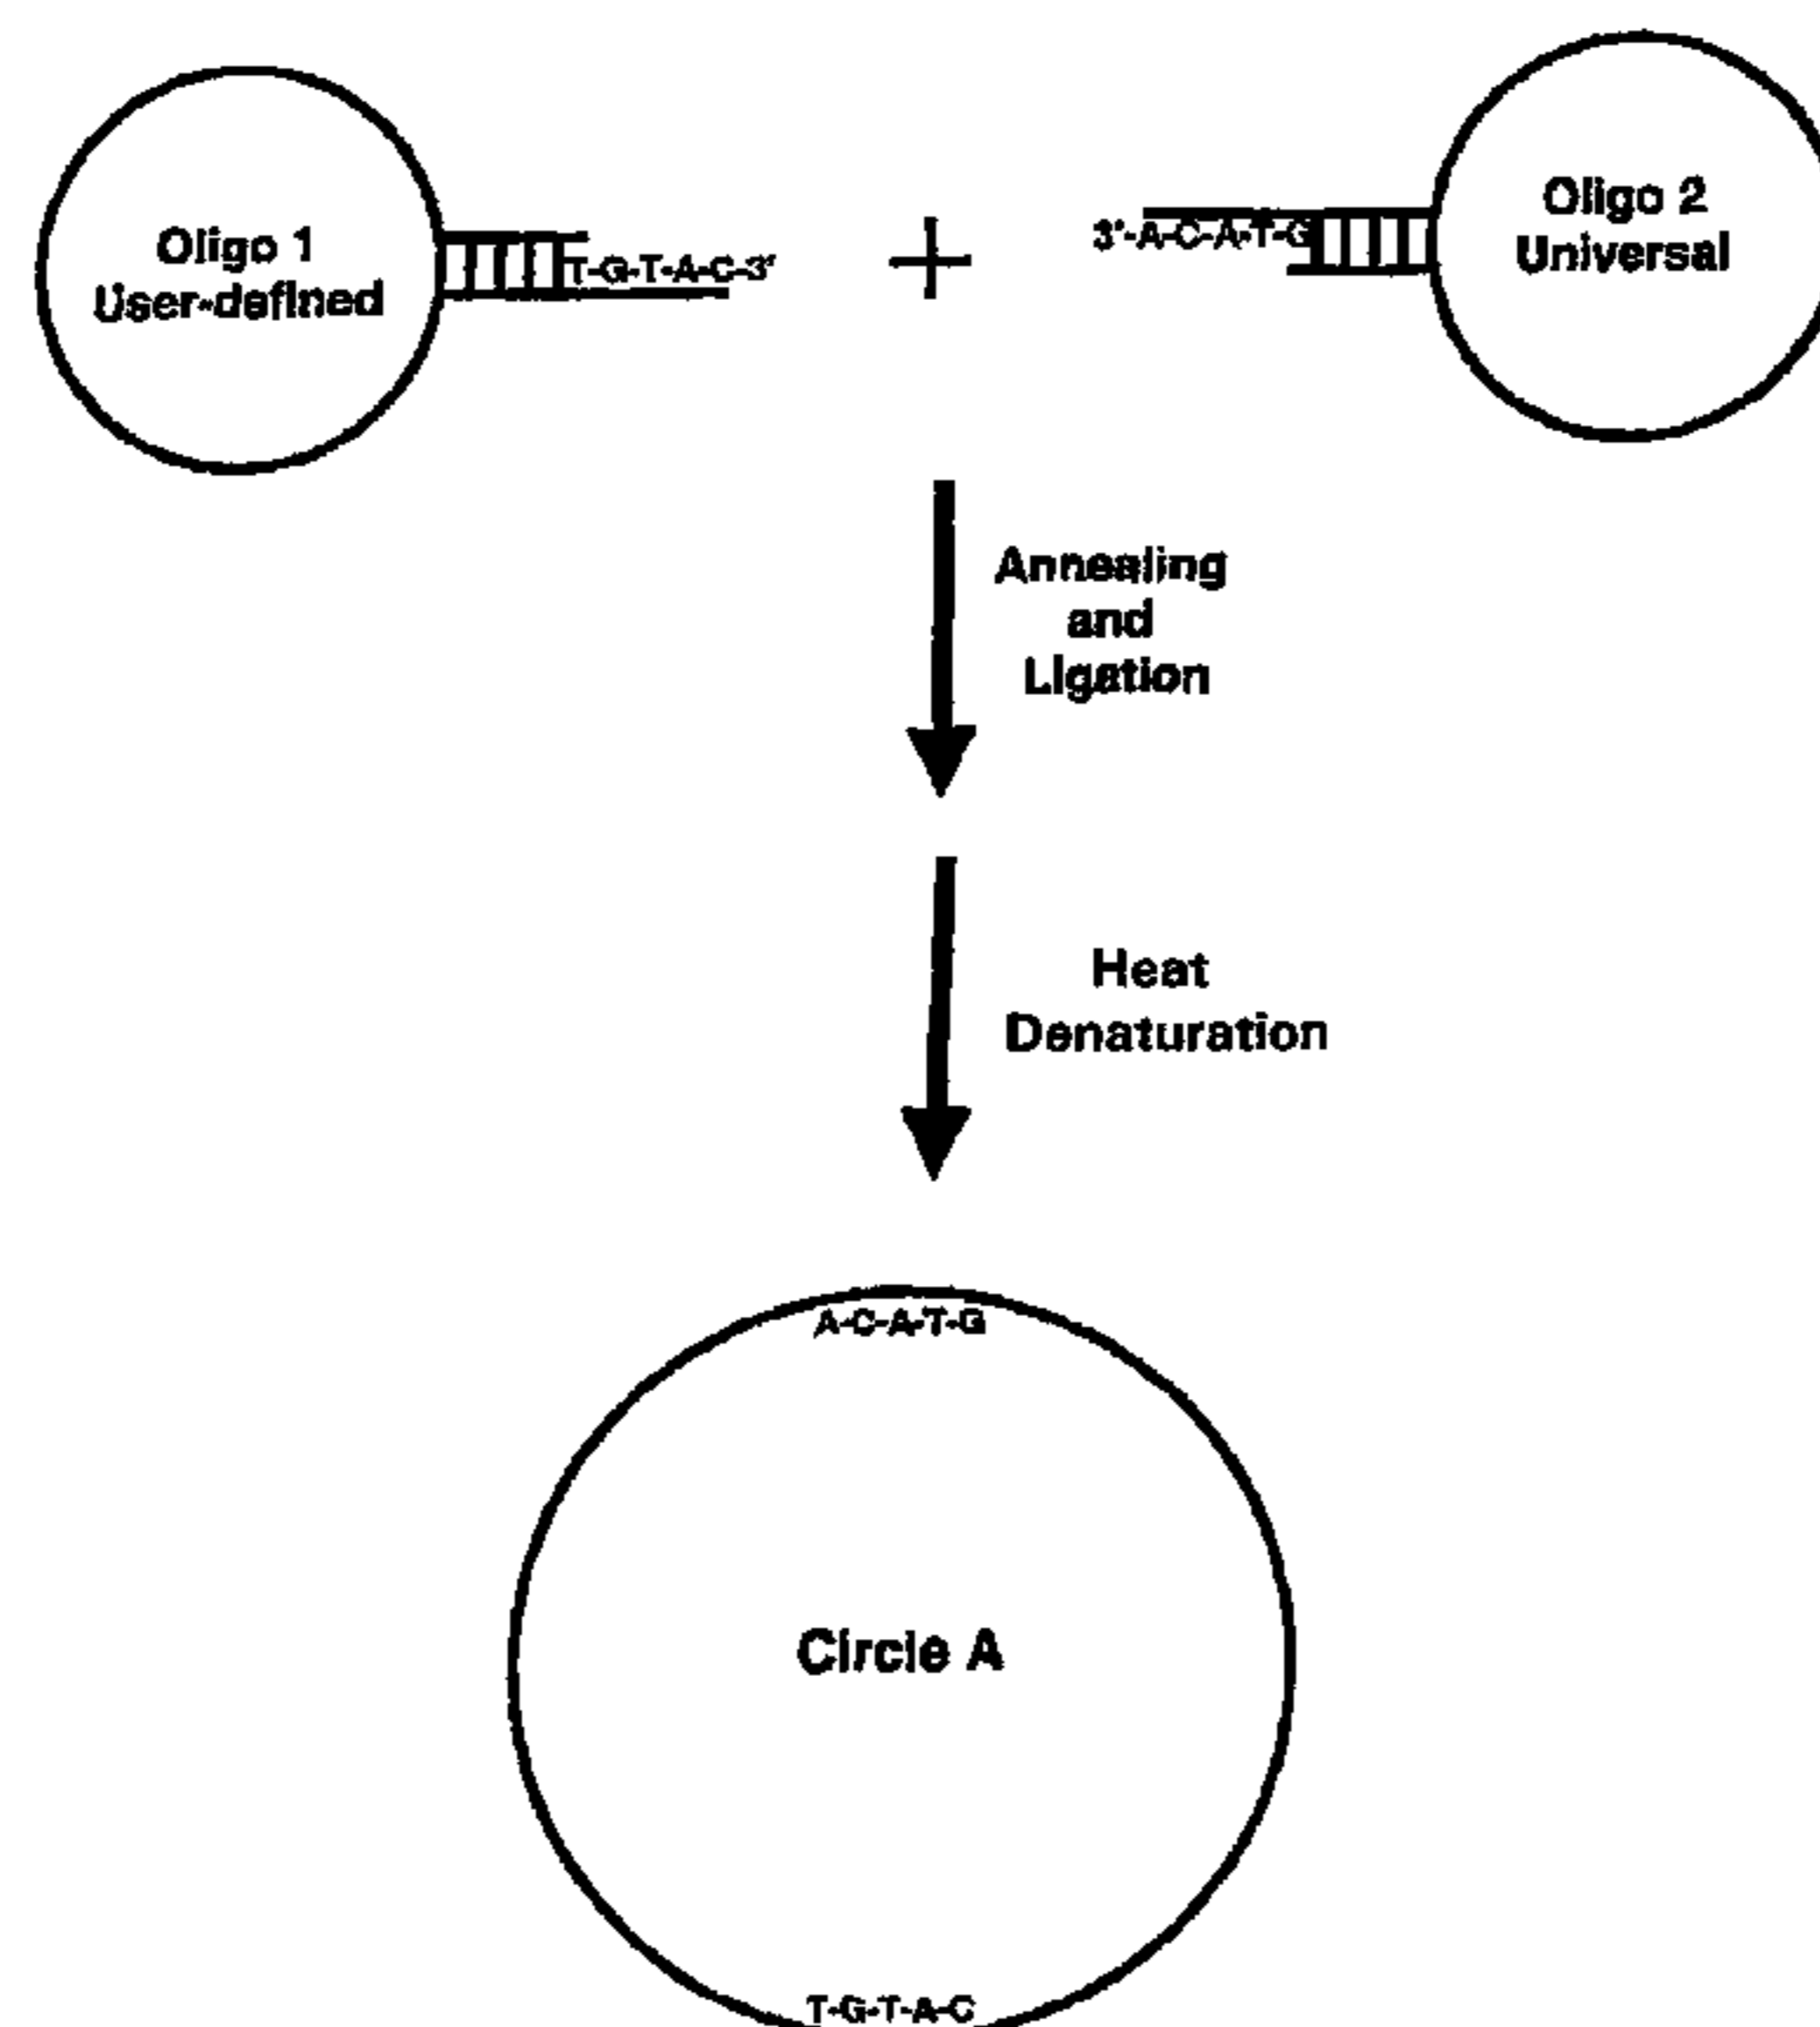 Oligo 1
User-defined
T-G-T-A-C-3'
+
3'-A-C-A-T-G
Oligo 2
Universal
Annealing
and
Ligation
Heat
Denaturation
A-C-A-T-G
Circle A
T-G-T-A-C